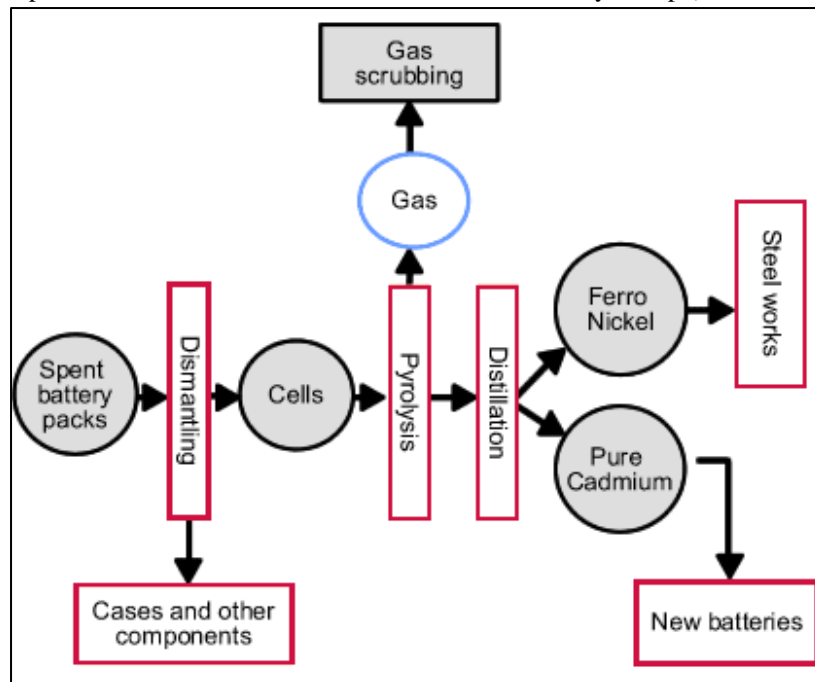 Gas
scrubbing
Gas
Spent
battery
packs
Dismantling
Cells
Pyrolysis
Distillation
Ferro
Nickel
Steel works
Pure
Cadmium
Cases and other
components
New batteries